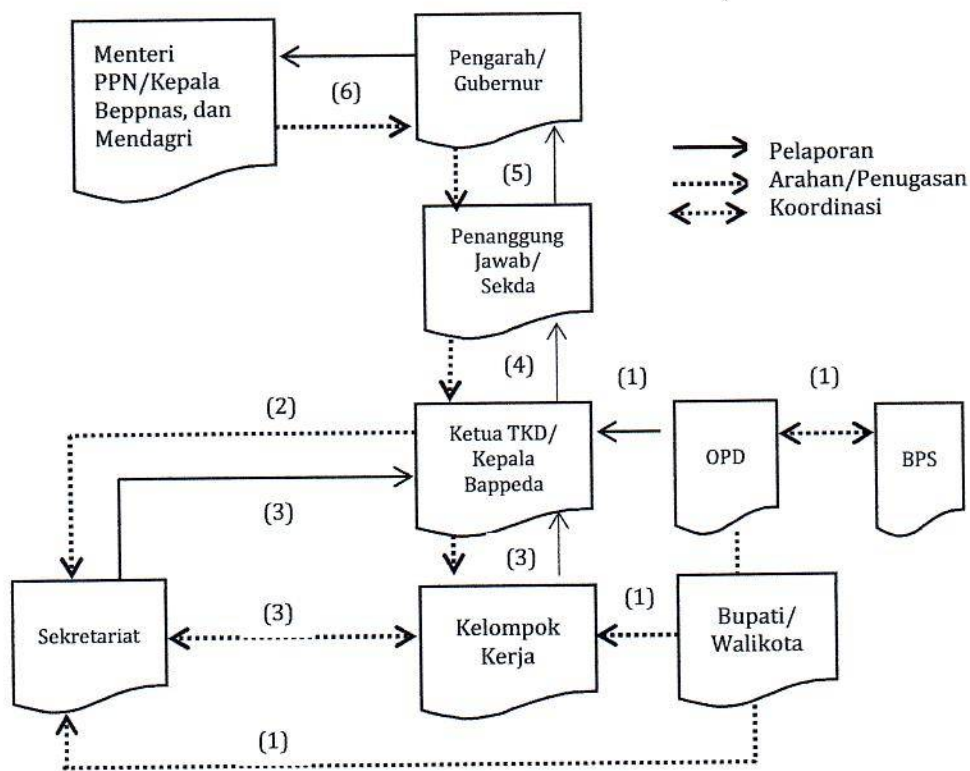 Menteri
PPN/Kepala
Beppnas, dan
Mendagri
(6)
Pengarah/
Gubernur
(5)
Pelaporan
Arahan/Penugasan
Koordinasi
Penanggung
Jawab/
Sekda
(4)
(1)
(1)
(2)
Ketua TKD/
Kepala
Bappeda
OPD
BPS
(3)
(3)
(1)
Sekretariat
(3)
Kelompok
Kerja
Bupati/
Walikota
(1)